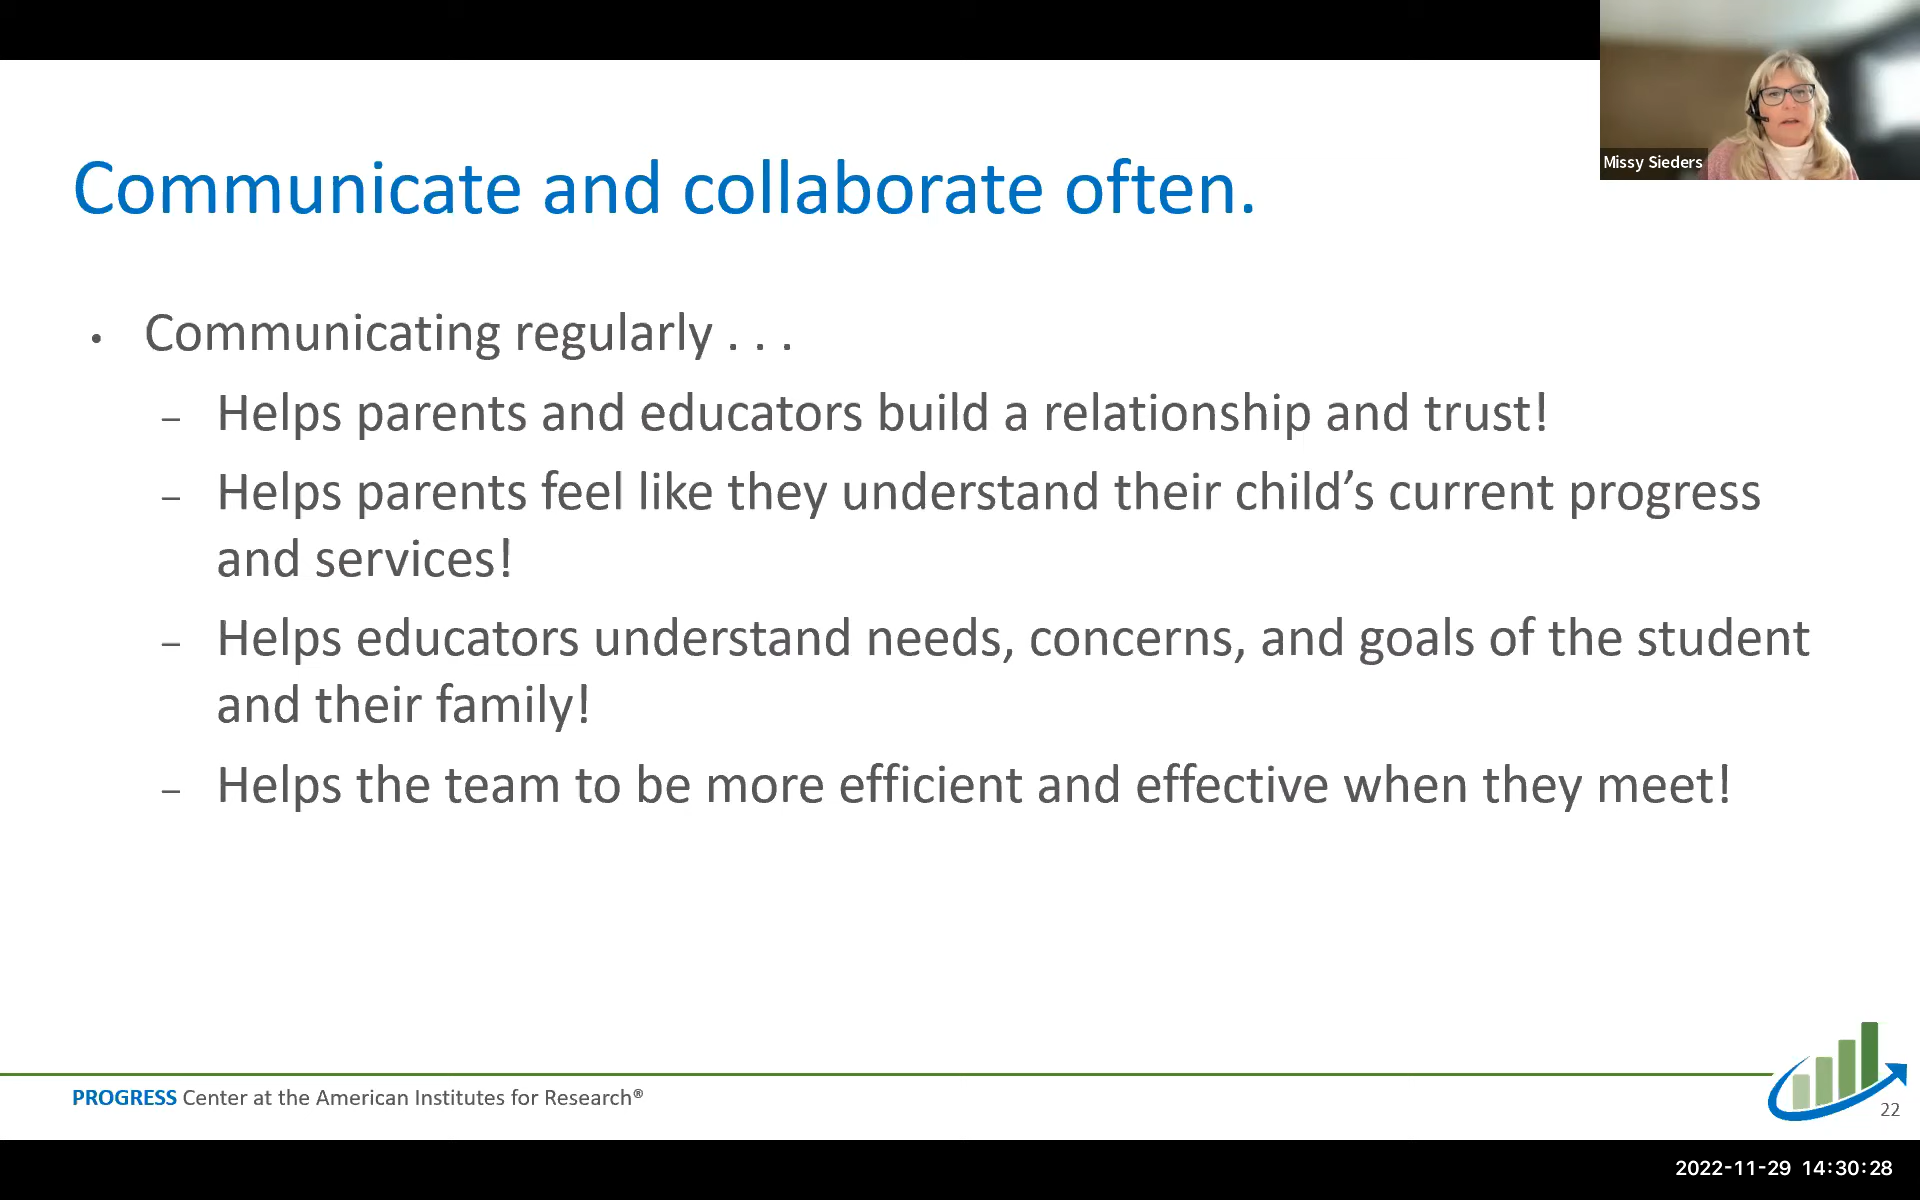 Missy Sieders
Communicate and collaborate often.
• Communicating regularly . . .
– Helps parents and educators build a relationship and trust!
– Helps parents feel like they understand their child’s current progress
and services!
– Helps educators understand needs, concerns, and goals of the student
and their family!
– Helps the team to be more efficient and effective when they meet!
PROGRESS Center at the American Institutes for Research®
22
2022-11-29 14:30:28